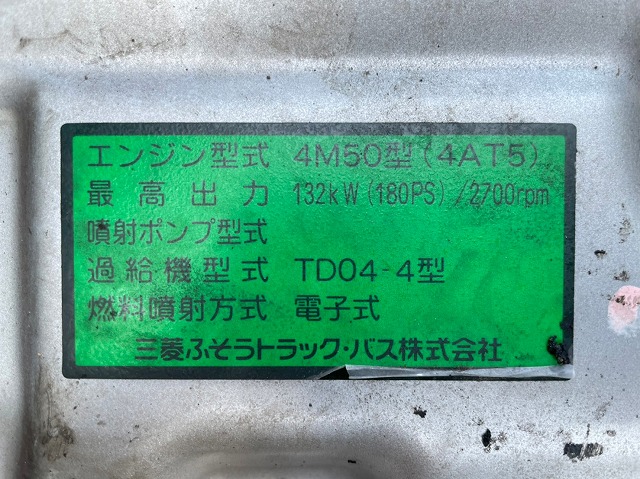 エンジン型式 4M50型(4AT5)
最高出力 132kW(180PS)/2700rpm
噴射ポンプ型式
過給機型式 TD04-4型
燃料噴射方式 電子式
三菱ふそうトラック・バス株式会社